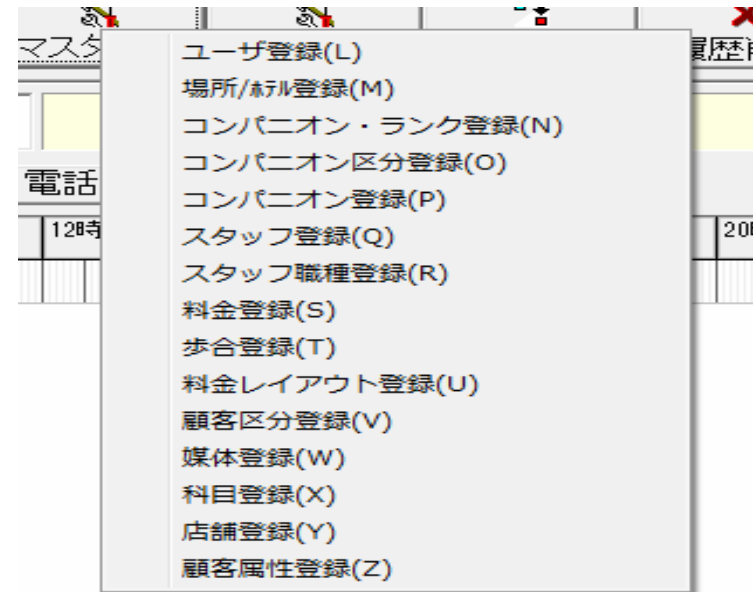 マスタ
ユーザ登録(L)
場所/ﾎﾃﾙ登録(M)
コンパニオン・ランク登録(N)
コンパニオン区分登録(O)
コンパニオン登録(P)
スタッフ登録(Q)
スタッフ職種登録(R)
料金登録(S)
歩合登録(T)
料金レイアウト登録(U)
顧客区分登録(V)
媒体登録(W)
科目登録(X)
店舗登録(Y)
顧客属性登録(Z)
履歴
電話
12時
20